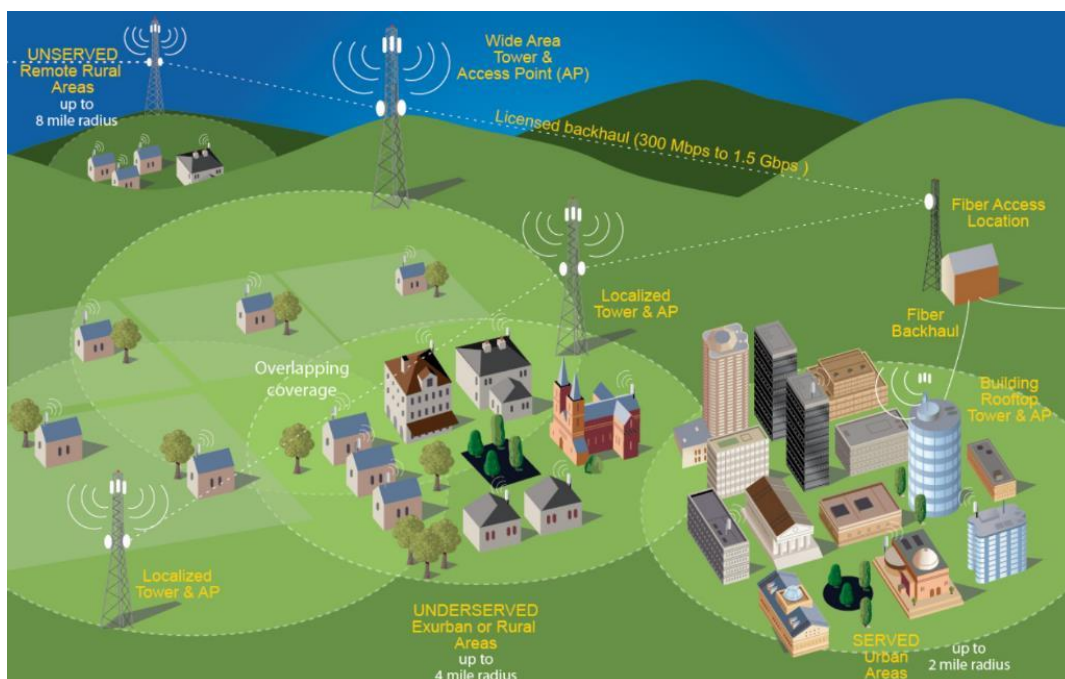 UNSERVED
Remote Rural
Areas
up to
8 mile radius
Wide Area
Tower &
Access Point (AP)
Licensed backhaul (300 Mbps to 1.5 Gbps )
Fiber Access
Location
Localized
Tower & AP
Fiber
Backhaul
Overlapping
coverage
Building
Rooftop
Tower & AP
Localized
Tower & AP
UNDERSERVED
Exurban or Rural
Areas
up to
4 mile radius
SERVED
Urban
Areas
up to
2 mile radius